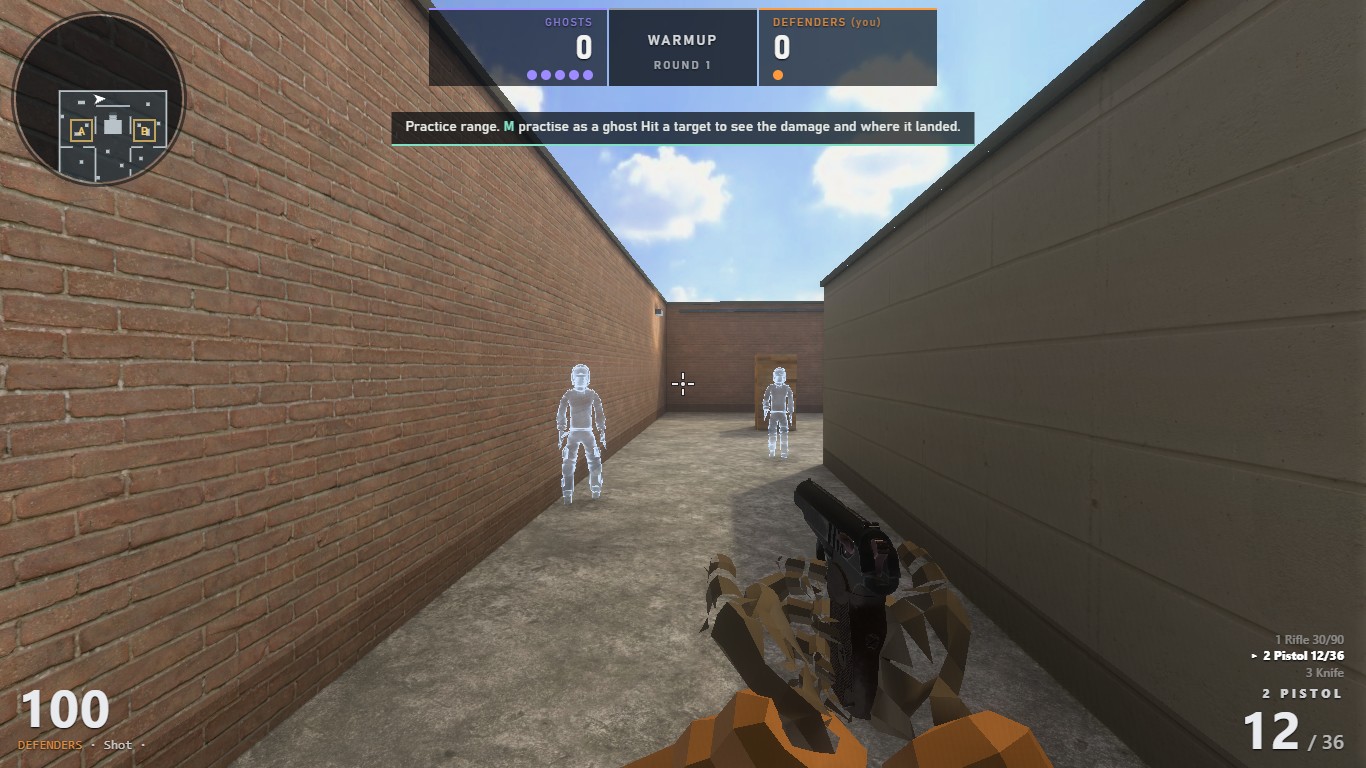 GHOSTS
0
WARMUP
ROUND 1
DEFENDERS (you)
0
A
B
Practice range. M practise as a ghost Hit a target to see the damage and where it landed.
1 Rifle 30/90
▸ 2 Pistol 12/36
3 Knife
2 PISTOL
12 / 36
100
DEFENDERS · Shot ·